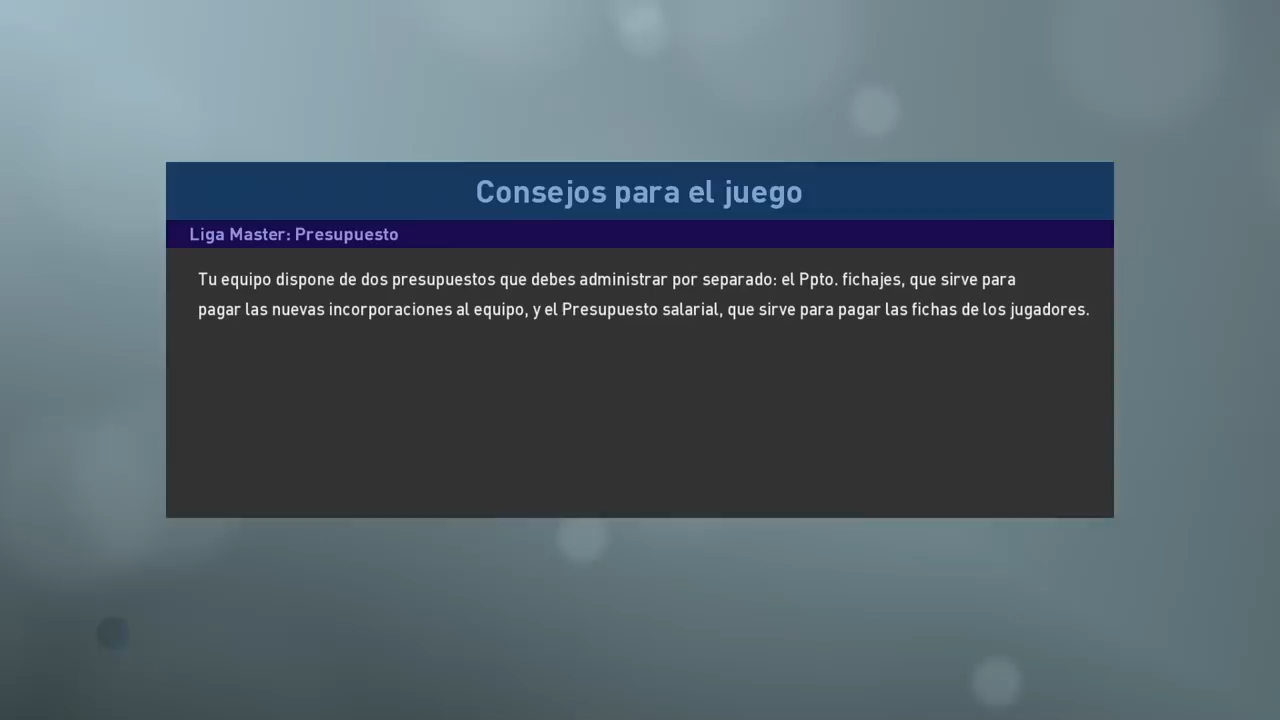 Consejos para el juego
Liga Master: Presupuesto
Tu equipo dispone de dos presupuestos que debes administrar por separado: el Ppto. fichajes, que sirve para
pagar las nuevas incorporaciones al equipo, y el Presupuesto salarial, que sirve para pagar las fichas de los jugadores.